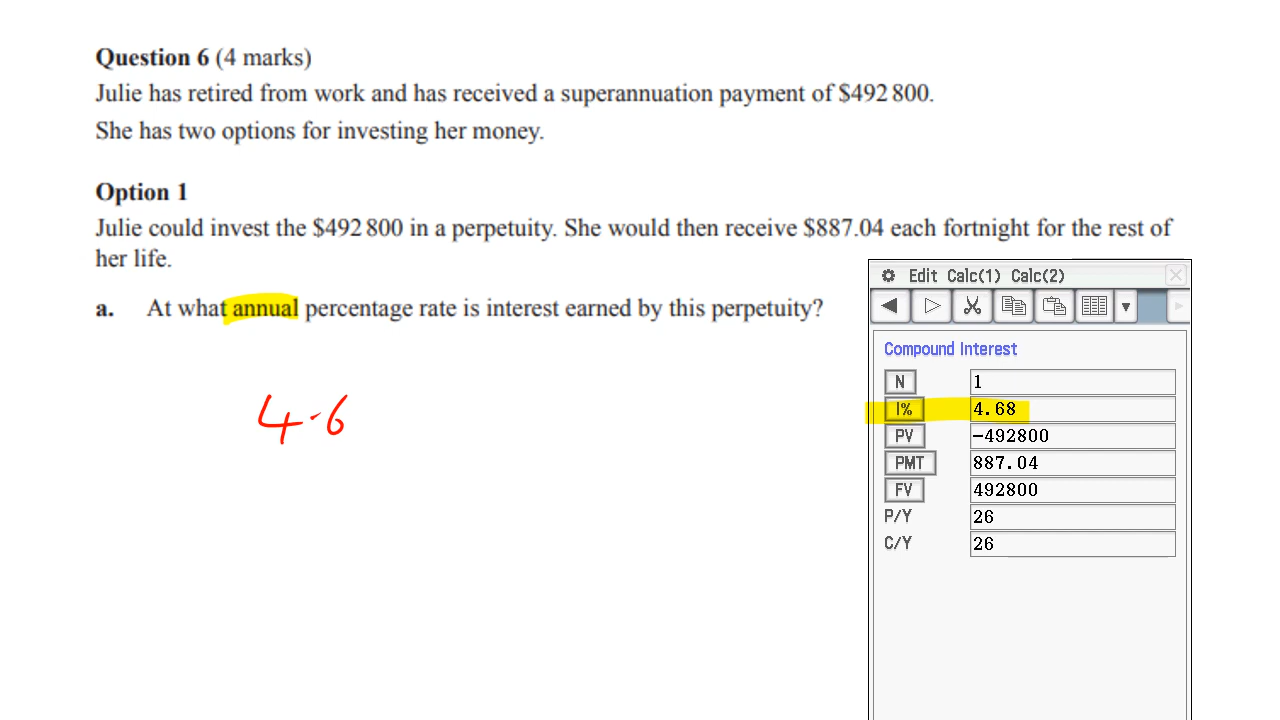 Question 6 (4 marks)
Julie has retired from work and has received a superannuation payment of $492 800.
She has two options for investing her money.
Option 1
Julie could invest the $492 800 in a perpetuity. She would then receive $887.04 each fortnight for the rest of
her life.
a. At what annual percentage rate is interest earned by this perpetuity?
4.6
Edit Calc(1) Calc(2)
Compound Interest
N 1
I% 4.68
PV -492800
PMT 887.04
FV 492800
P/Y 26
C/Y 26